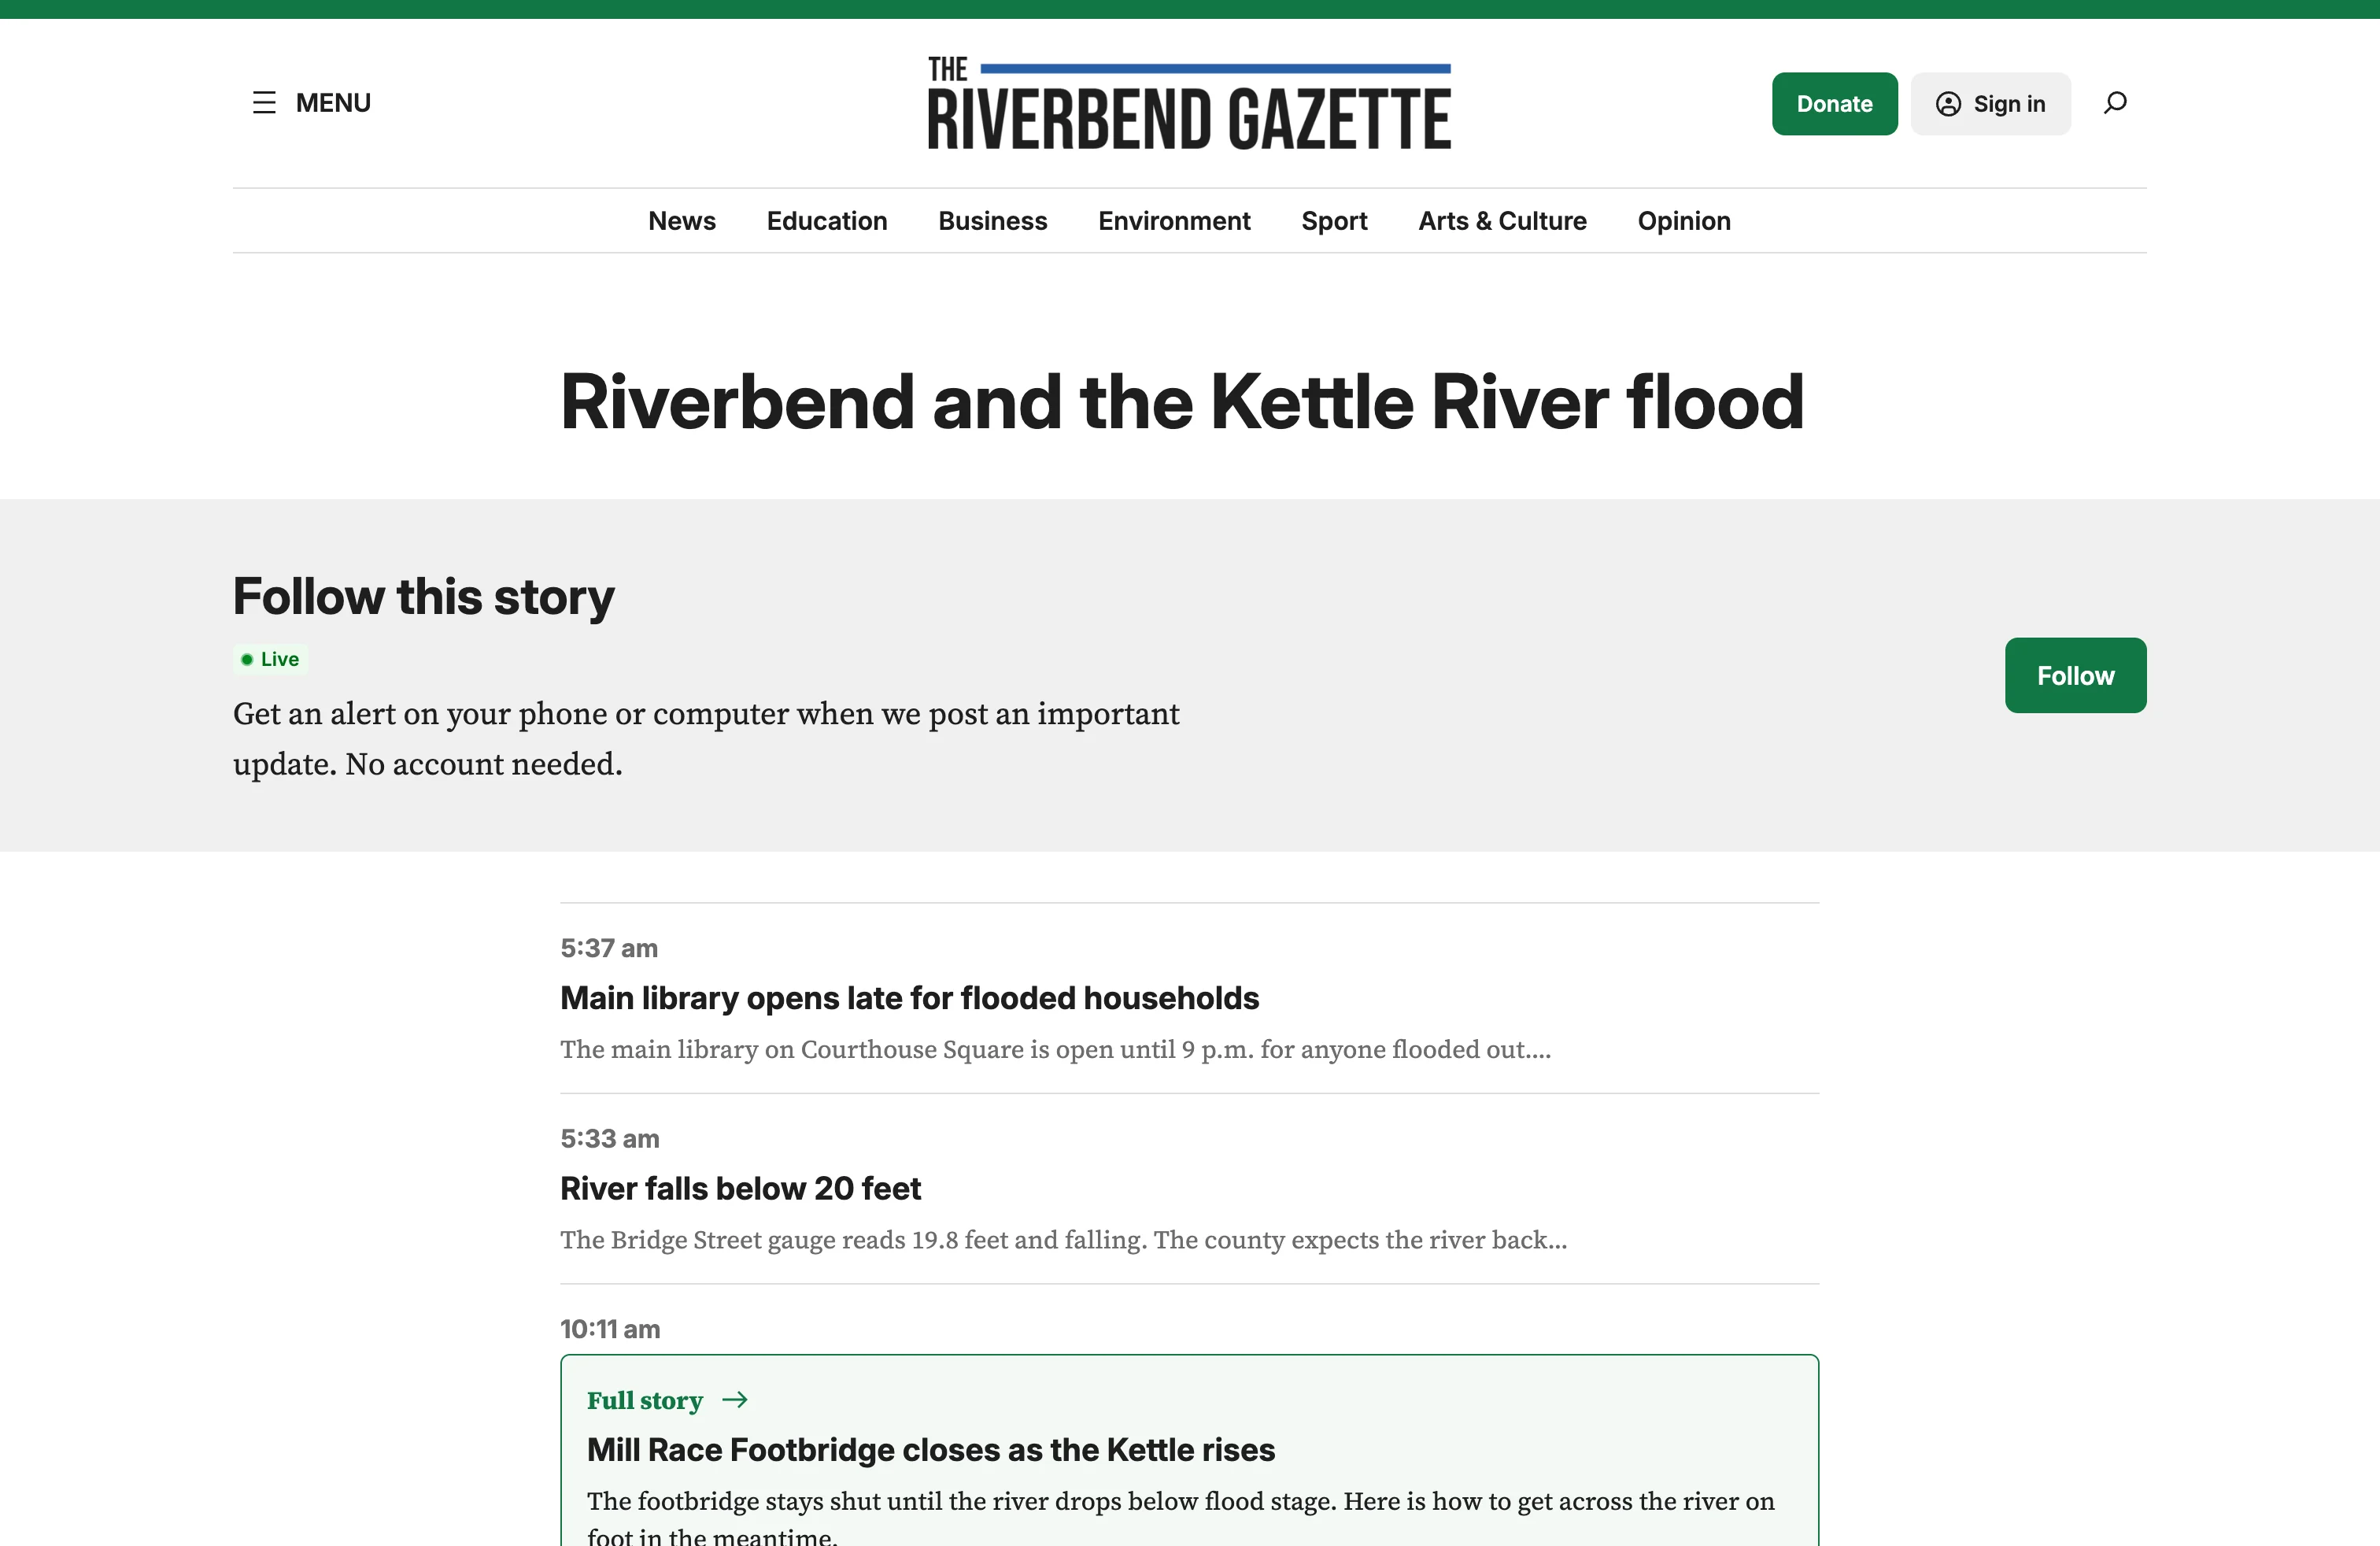 MENU
THE
RIVERBEND GAZETTE
Donate
Sign in
News Education Business Environment Sport Arts & Culture Opinion
Riverbend and the Kettle River flood
Follow this story
Live
Get an alert on your phone or computer when we post an important
update. No account needed.
Follow
5:37 am
Main library opens late for flooded households
The main library on Courthouse Square is open until 9 p.m. for anyone flooded out....
5:33 am
River falls below 20 feet
The Bridge Street gauge reads 19.8 feet and falling. The county expects the river back...
10:11 am
Full story
Mill Race Footbridge closes as the Kettle rises
The footbridge stays shut until the river drops below flood stage. Here is how to get across the river on
foot in the meantime.